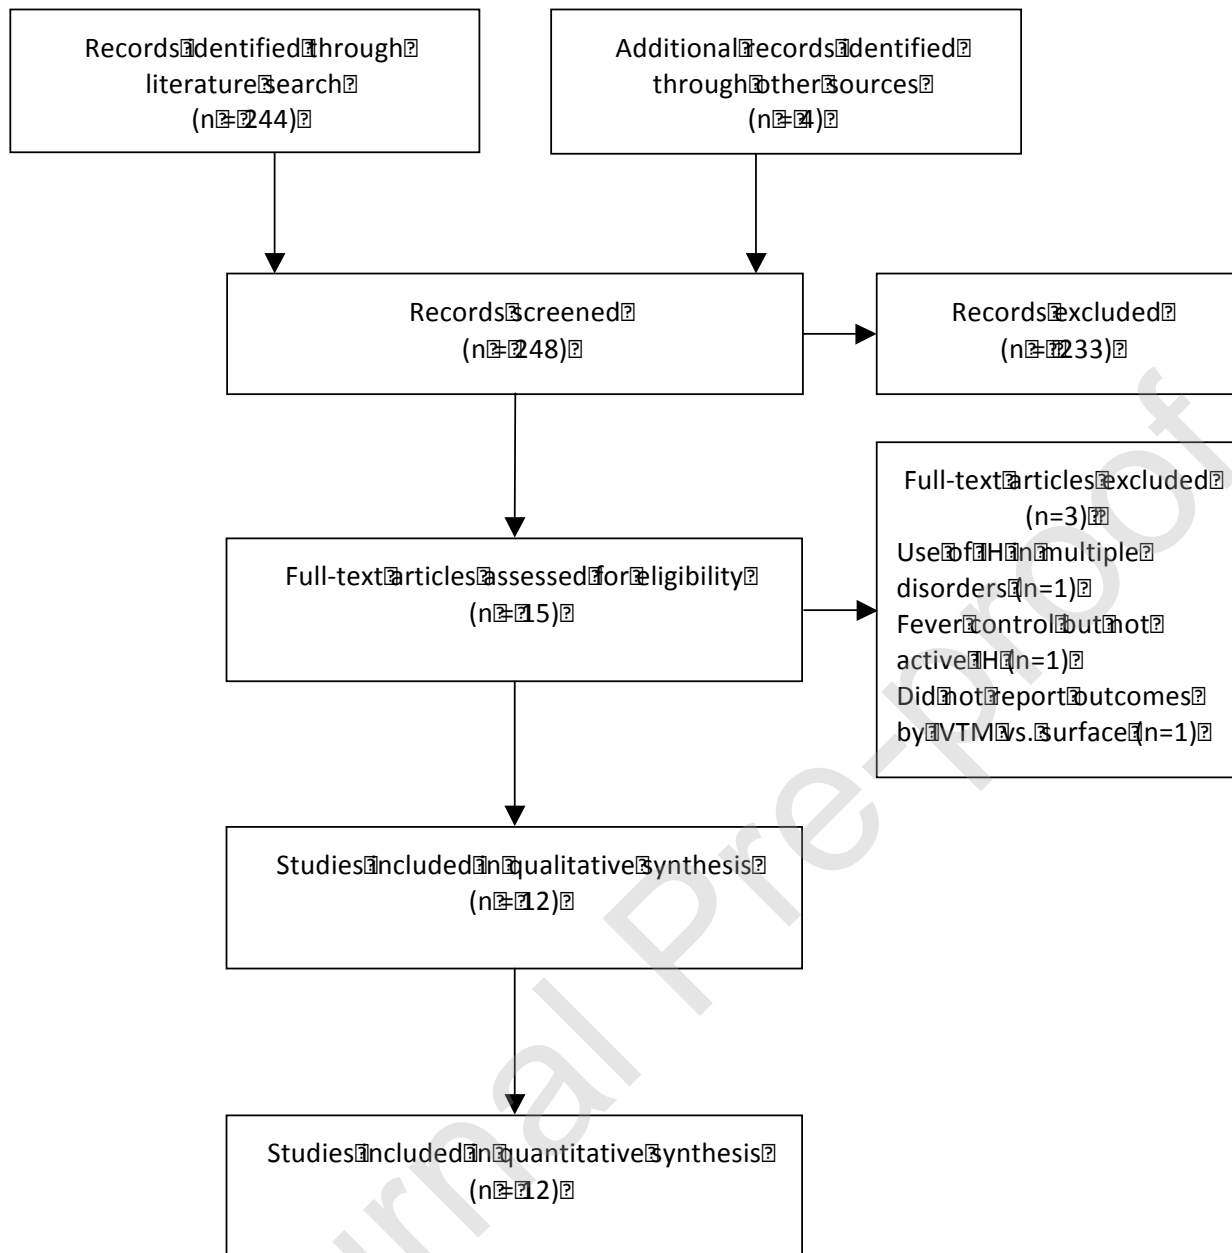 Records identified through
literature search
(n = 244)
Additional records identified
through other sources
(n = 4)
Records screened
(n = 248)
Records excluded
(n = 233)
Full-text articles assessed for eligibility
(n = 15)
Full-text articles excluded
(n=3)
Use of IH in multiple
disorders (n=1)
Fever control but not
active IH (n=1)
Did not report outcomes
by IVTM vs. surface (n=1)
Studies included in qualitative synthesis
(n = 12)
Studies included in quantitative synthesis
(n = 12)
rnal Pre-proof